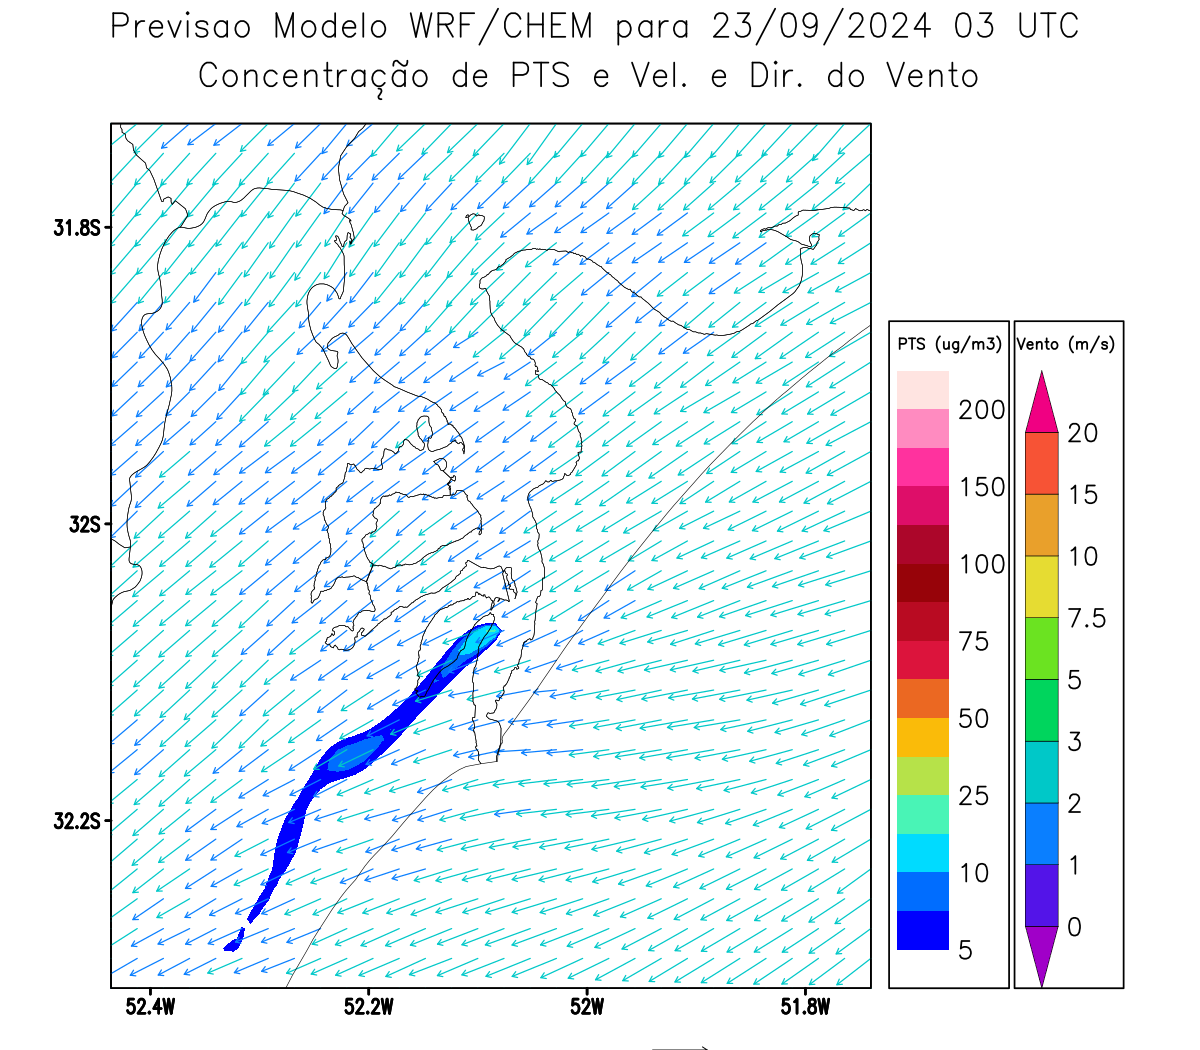 Previsao Modelo WRF/CHEM para 23/09/2024 03 UTC
Concentração de PTS e Vel. e Dir. do Vento
31.8S
32S
32.2S
52.4W 52.2W 52W 51.8W
PTS (ug/m3)
200
150
100
75
50
25
10
5
Vento (m/s)
20
15
10
7.5
5
3
2
1
0